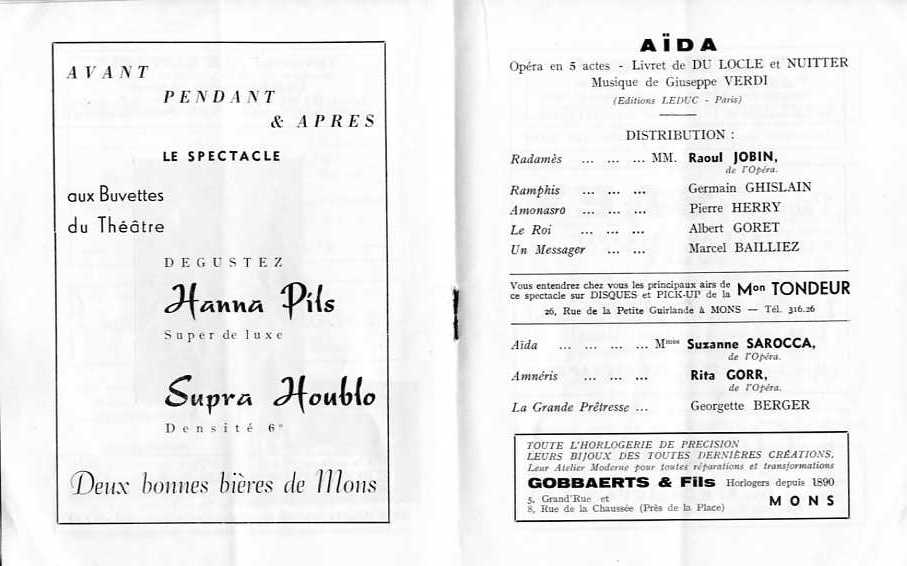 AVANT
PENDANT
& APRES
LE SPECTACLE
aux Buvettes
du Théâtre
DEGUSTEZ
Hanna Pils
Super de luxe
Supra Houblo
Densité 6°
Deux bonnes bières de Mons
AÏDA
Opéra en 5 actes - Livret de DU LOCLE et NUITTER
Musique de Giuseppe VERDI
(Editions LEDUC - Paris)
DISTRIBUTION :
Radamès ... ... ... MM. Raoul JOBIN,
de l'Opéra.
Ramphis ... ... ... Germain GHISLAIN
Amonasro ... ... ... Pierre HERRY
Le Roi ... ... ... Albert GORET
Un Messager ... ... Marcel BAILLIEZ
Vous entendrez chez vous les principaux airs de
ce spectacle sur DISQUES et PICK-UP de la Mon TONDEUR
26, Rue de la Petite Guirlande à MONS — Tél. 316.26
Aïda ... ... ... ... Mmes Suzanne SAROCCA,
de l'Opéra.
Amnéris ... ... ... Rita GORR,
de l'Opéra.
La Grande Prêtresse ... Georgette BERGER
TOUTE L'HORLOGERIE DE PRECISION
LEURS BIJOUX DES TOUTES DERNIÈRES CRÉATIONS,
Leur Atelier Moderne pour toutes réparations et transformations
GOBBAERTS & Fils Horlogers depuis 1890
5, Grand'Rue et
8, Rue de la Chaussée (Près de la Place) MONS